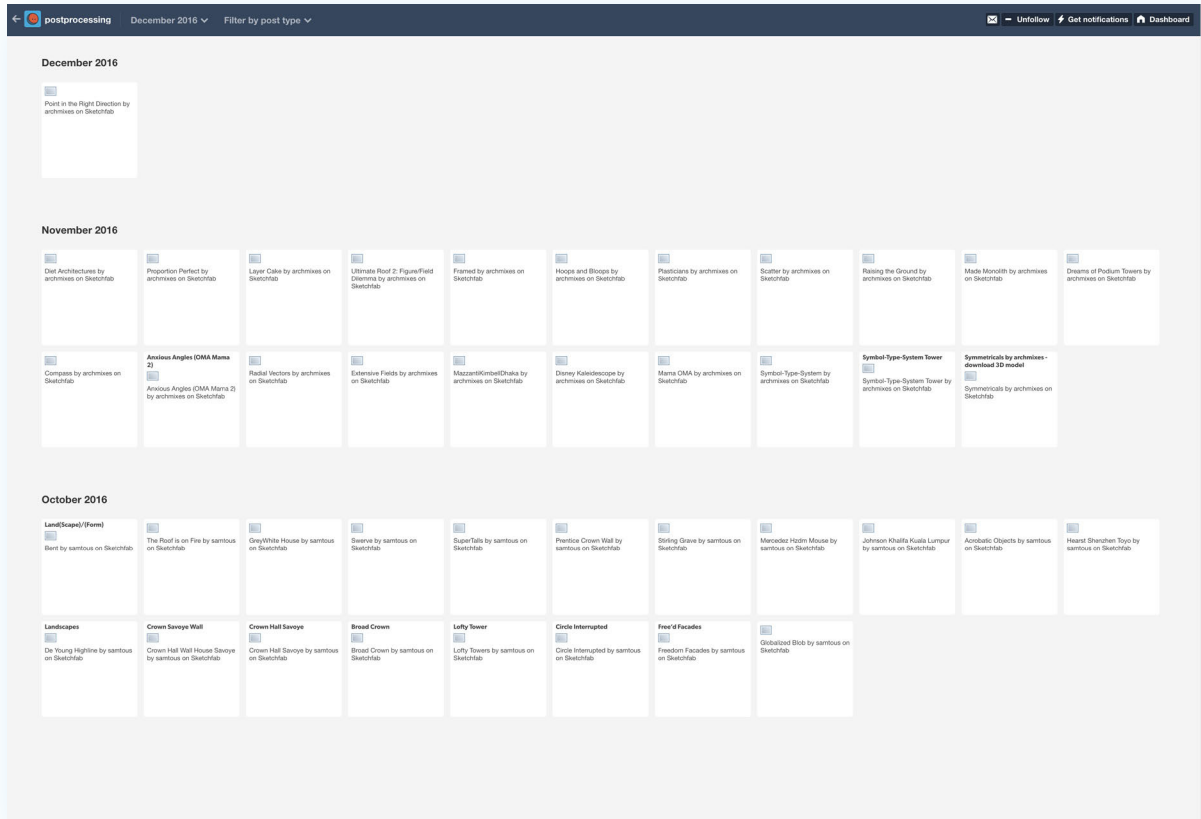 postprocessing December 2016 Filter by post type Unfollow Get notifications Dashboard
December 2016
Point in the Right Direction by
archmixes on Sketchfab
November 2016
Diet Architectures by
archmixes on Sketchfab
Proportion Perfect by
archmixes on Sketchfab
Layer Cake by archmixes on
Sketchfab
Ultimate Roof 2: Figure/Field
Dilemma by archmixes on
Sketchfab
Framed by archmixes on
Sketchfab
Hoops and Bloops by
archmixes on Sketchfab
Plasticians by archmixes on
Sketchfab
Scatter by archmixes on
Sketchfab
Raising the Ground by
archmixes on Sketchfab
Made Monolith by archmixes
on Sketchfab
Dreams of Podium Towers by
archmixes on Sketchfab
Compass by archmixes on
Sketchfab
Anxious Angles (OMA Mama
2)
Anxious Angles (OMA Mama 2)
by archmixes on Sketchfab
Radial Vectors by archmixes
on Sketchfab
Extensive Fields by archmixes
on Sketchfab
MazzantiKimbellDhaka by
archmixes on Sketchfab
Disney Kaleidescope by
archmixes on Sketchfab
Mama OMA by archmixes on
Sketchfab
Symbol-Type-System by
archmixes on Sketchfab
Symbol-Type-System Tower
Symbol-Type-System Tower by
archmixes on Sketchfab
Symmetricals by archmixes -
download 3D model
Symmetricals by archmixes on
Sketchfab
October 2016
Land(Scape)/(Form)
Bent by samtous on Sketchfab
The Roof is on Fire by samtous
on Sketchfab
GreyWhite House by samtous
on Sketchfab
Swerve by samtous on
Sketchfab
SuperTalls by samtous on
Sketchfab
Prentice Crown Wall by
samtous on Sketchfab
Stirling Grave by samtous on
Sketchfab
Mercedez Hzdm Mouse by
samtous on Sketchfab
Johnson Khalifa Kuala Lumpur
by samtous on Sketchfab
Acrobatic Objects by samtous
on Sketchfab
Hearst Shenzhen Toyo by
samtous on Sketchfab
Landscapes
De Young Highline by samtous
on Sketchfab
Crown Savoye Wall
Crown Hall Wall House Savoye
by samtous on Sketchfab
Crown Hall Savoye
Crown Hall Savoye by samtous
on Sketchfab
Broad Crown
Broad Crown by samtous on
Sketchfab
Lofty Tower
Lofty Towers by samtous on
Sketchfab
Circle Interrupted
Circle Interrupted by samtous
on Sketchfab
Free'd Facades
Freedom Facades by samtous
on Sketchfab
Globalized Blob by samtous on
Sketchfab